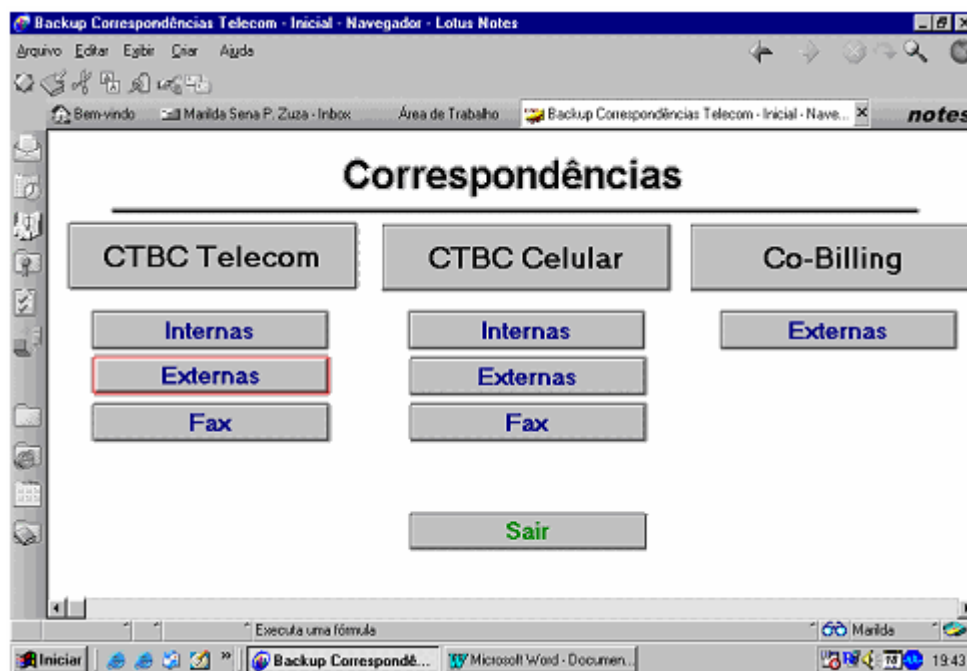 Backup Correspondências Telecom - Inicial - Navegador - Lotus Notes
Arquivo Editar Exibir Criar Ajuda
Bem-vindo Marilda Sena P. Zuza - Inbox Área de Trabalho Backup Correspondências Telecom - Inicial - Nave... notes
Correspondências
CTBC Telecom CTBC Celular Co-Billing
Internas Internas Externas
Externas Externas
Fax Fax
Sair
Executa uma fórmula Marilda
Iniciar » Backup Correspondê... Microsoft Word - Documen... 19:43